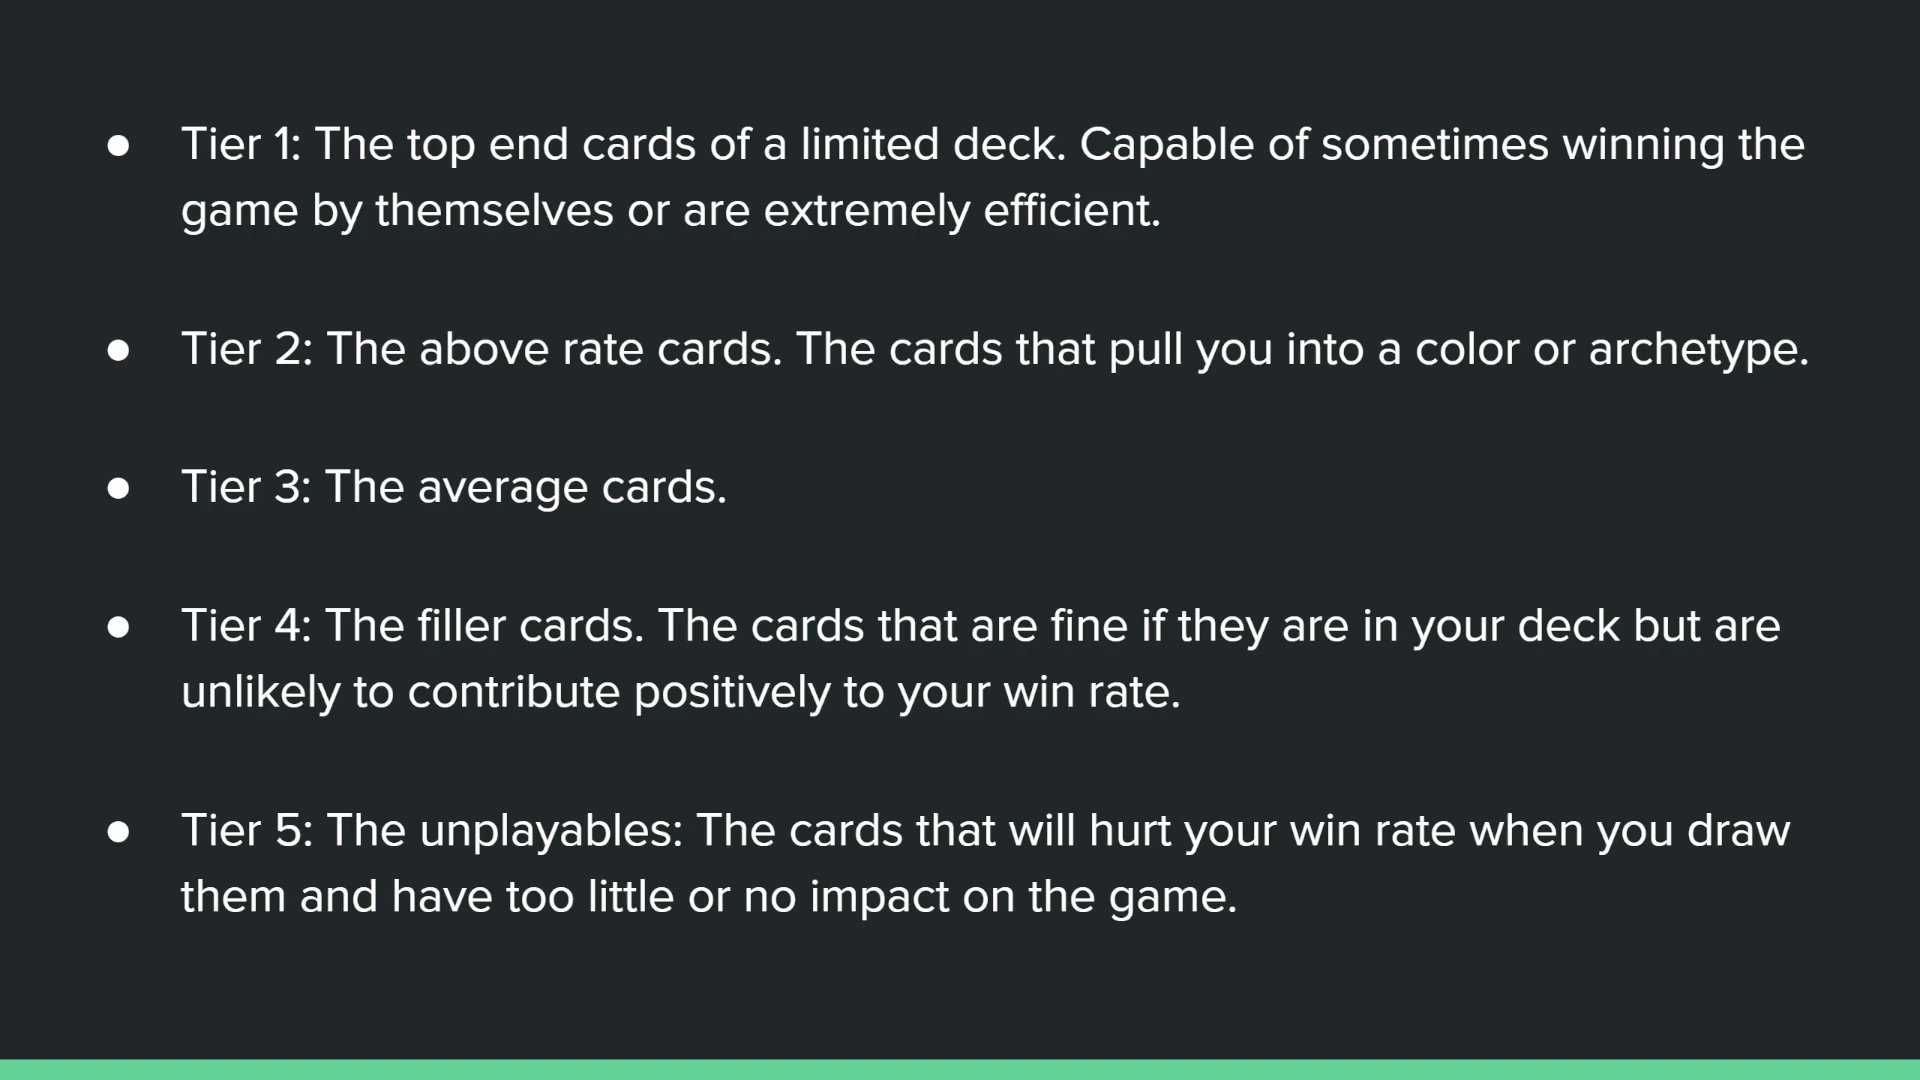 ● Tier 1: The top end cards of a limited deck. Capable of sometimes winning the
game by themselves or are extremely efficient.
● Tier 2: The above rate cards. The cards that pull you into a color or archetype.
● Tier 3: The average cards.
● Tier 4: The filler cards. The cards that are fine if they are in your deck but are
unlikely to contribute positively to your win rate.
● Tier 5: The unplayables: The cards that will hurt your win rate when you draw
them and have too little or no impact on the game.